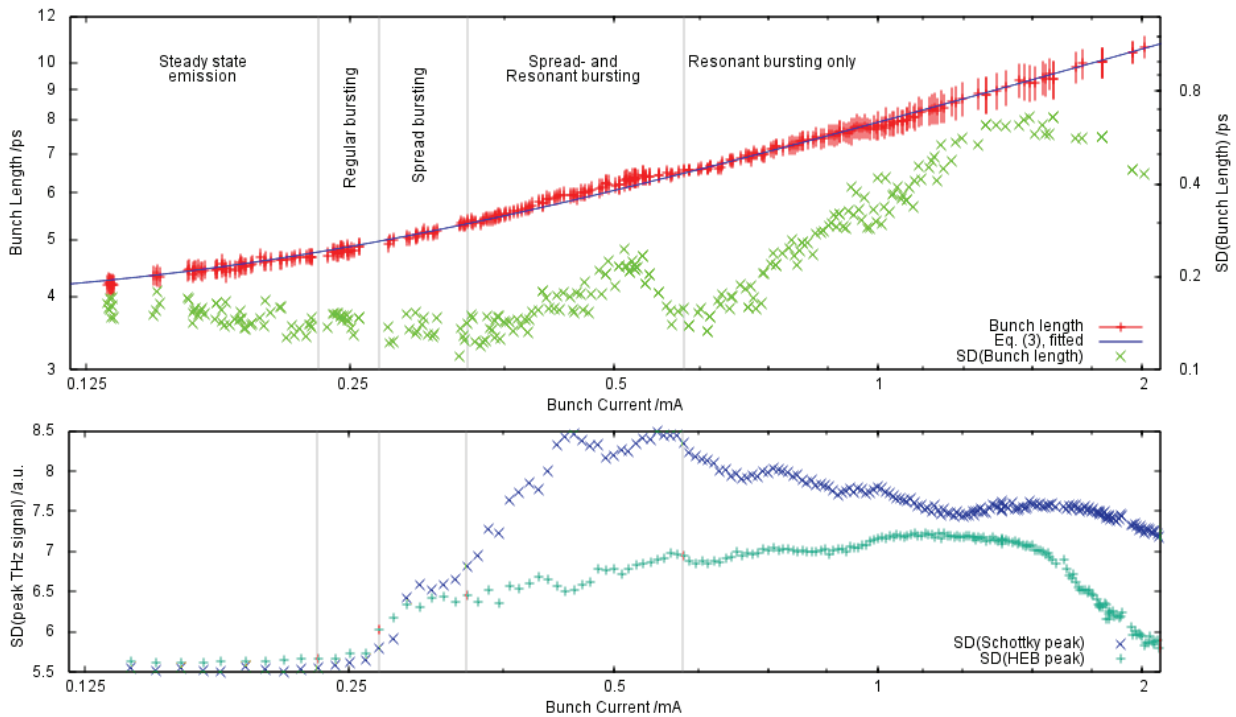 12
11
10
9
8
7
6
5
4
3
Bunch Length /ps
Steady state
emission
Regular bursting
Spread bursting
Spread- and
Resonant bursting
Resonant bursting only
0.8
0.4
0.2
0.1
SD(Bunch Length) /ps
Bunch length
Eq. (3), fitted
SD(Bunch length)
0.125
0.25
0.5
1
2
Bunch Current /mA
8.5
8
7.5
7
6.5
6
5.5
SD(peak THz signal) /a.u.
SD(Schottky peak)
SD(HEB peak)
0.125
0.25
0.5
1
2
Bunch Current /mA